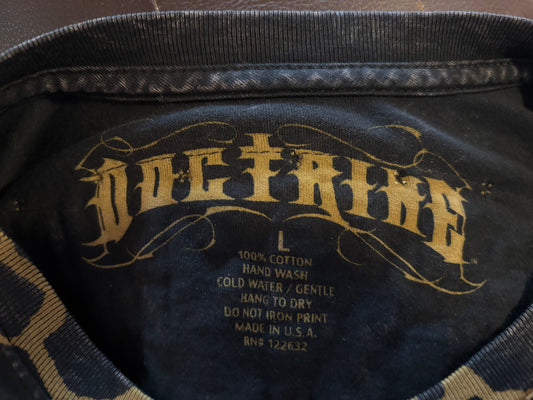 DOCTRINE
L
100% COTTON
HAND WASH
COLD WATER / GENTLE
HANG TO DRY
DO NOT IRON PRINT
MADE IN U.S.A.
RN# 122632